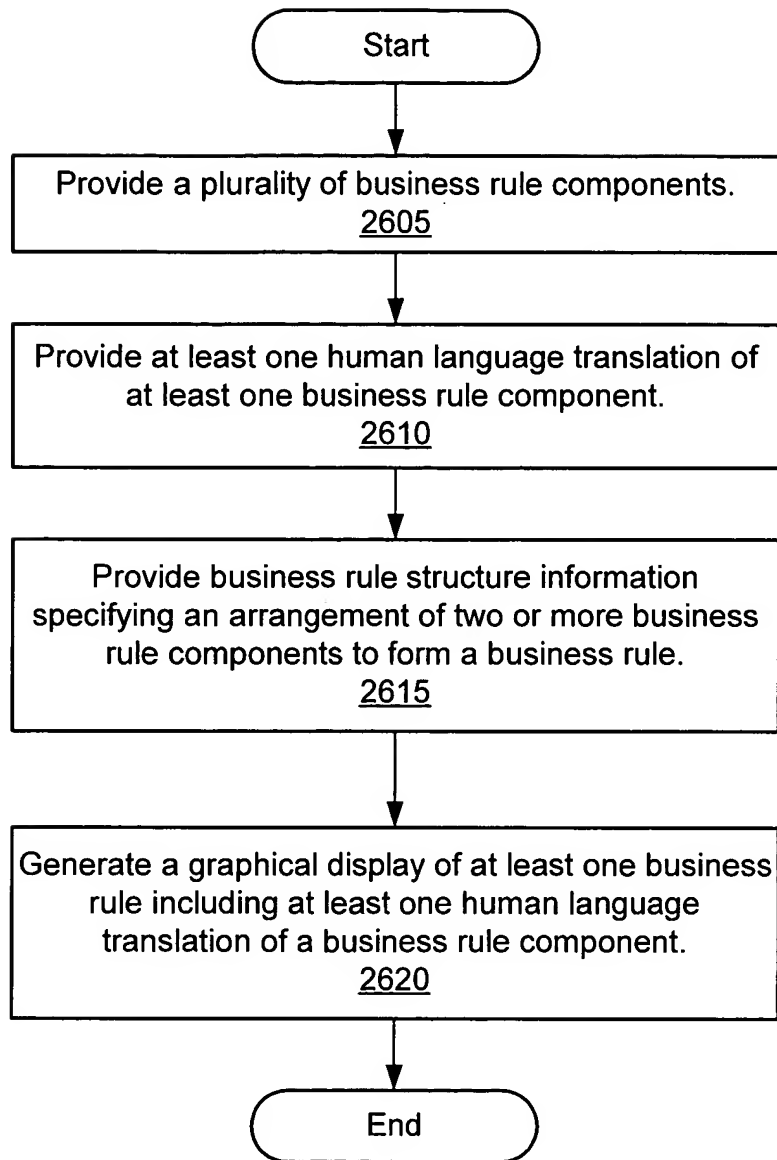 Start
Provide a plurality of business rule components.
2605
Provide at least one human language translation of
at least one business rule component.
2610
Provide business rule structure information
specifying an arrangement of two or more business
rule components to form a business rule.
2615
Generate a graphical display of at least one business
rule including at least one human language
translation of a business rule component.
2620
End